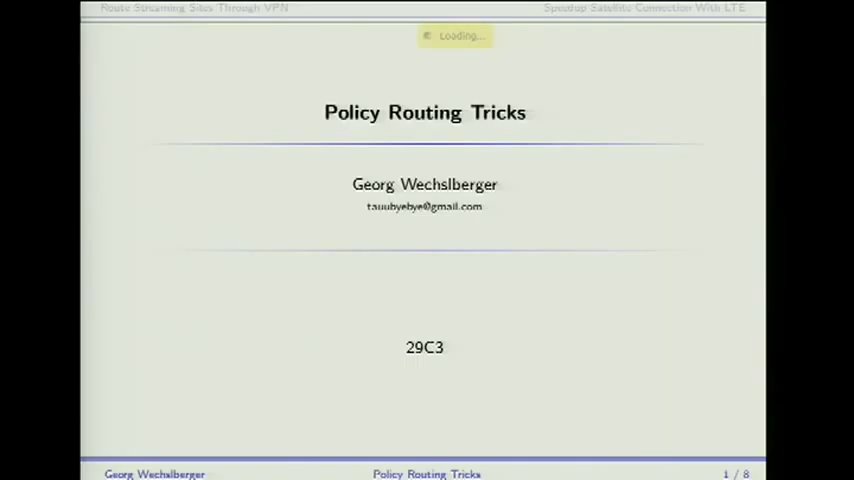 Route Streaming Sites Through VPN Speedup Satellite Connection With LTE
Loading...
Policy Routing Tricks
Georg Wechslberger
tauubyebye@gmail.com
29C3
Georg Wechslberger Policy Routing Tricks 1 / 8